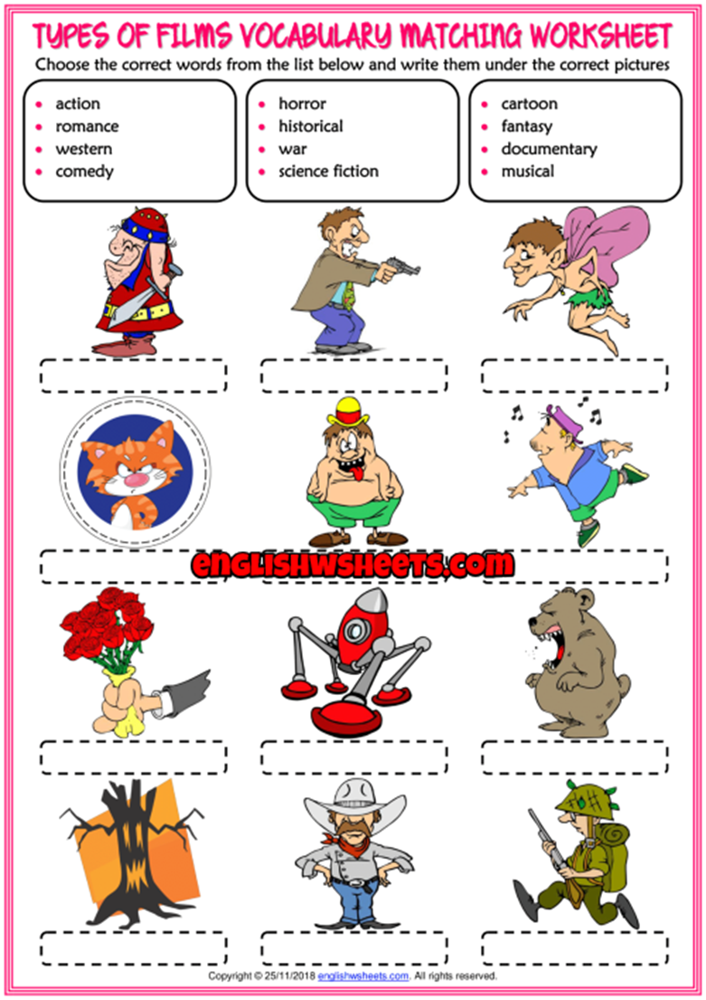 TYPES OF FILMS VOCABULARY MATCHING WORKSHEET
Choose the correct words from the list below and write them under the correct pictures
• action
• romance
• western
• comedy
• horror
• historical
• war
• science fiction
• cartoon
• fantasy
• documentary
• musical
englishwsheets.com
Copyright © 25/11/2018 englishwsheets.com. All rights reserved.